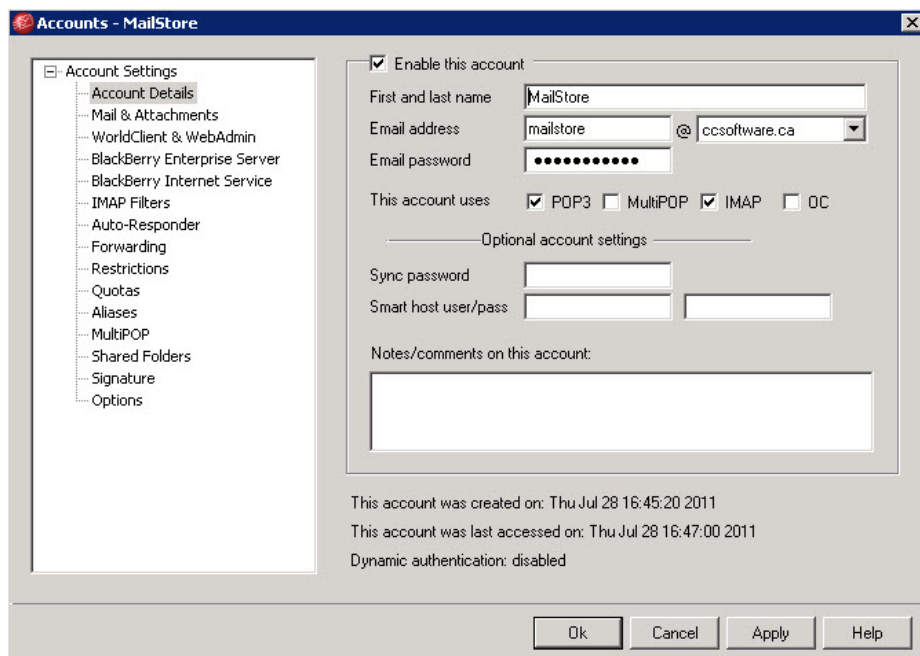 Accounts - MailStore
Account Settings
Account Details
Mail & Attachments
WorldClient & WebAdmin
BlackBerry Enterprise Server
BlackBerry Internet Service
IMAP Filters
Auto-Responder
Forwarding
Restrictions
Quotas
Aliases
MultiPOP
Shared Folders
Signature
Options
Enable this account
First and last name MailStore
Email address mailstore @ ccsoftware.ca
Email password ●●●●●●●●●●●
This account uses POP3 MultiPOP IMAP OC
Optional account settings
Sync password
Smart host user/pass
Notes/comments on this account:
This account was created on: Thu Jul 28 16:45:20 2011
This account was last accessed on: Thu Jul 28 16:47:00 2011
Dynamic authentication: disabled
Ok Cancel Apply Help